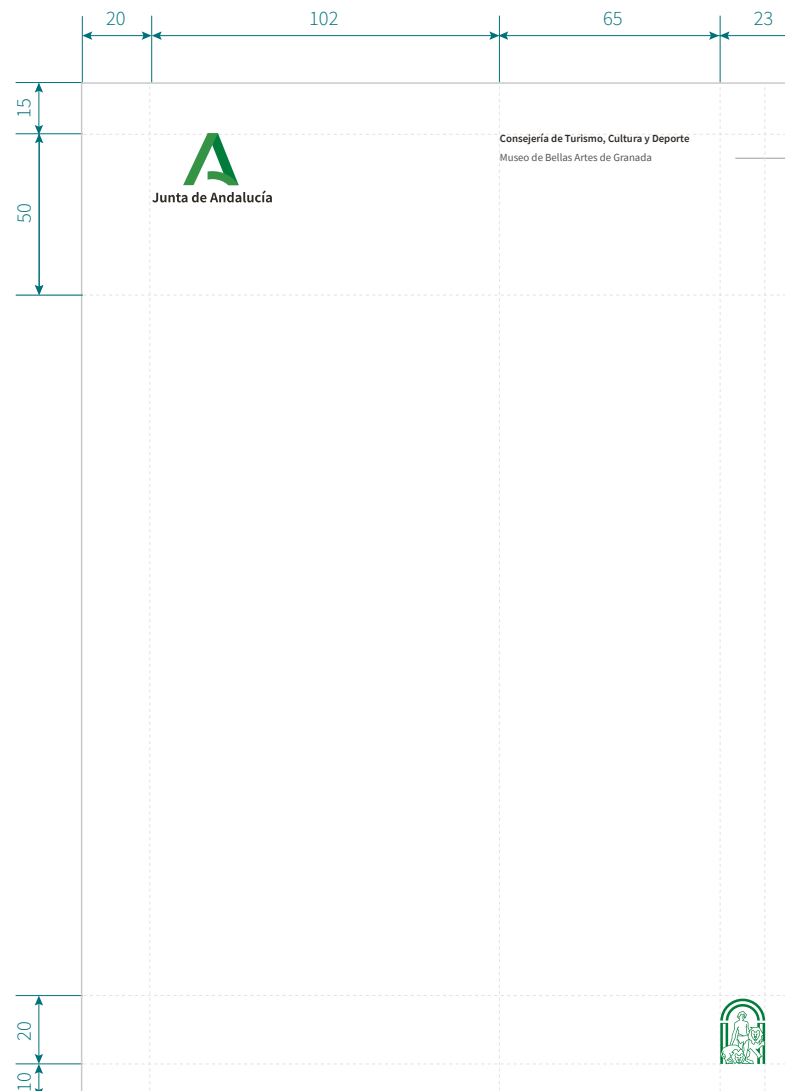 20 102 65 23
15
Consejería de Turismo, Cultura y Deporte
Museo de Bellas Artes de Granada
Junta de Andalucía
50
20
10